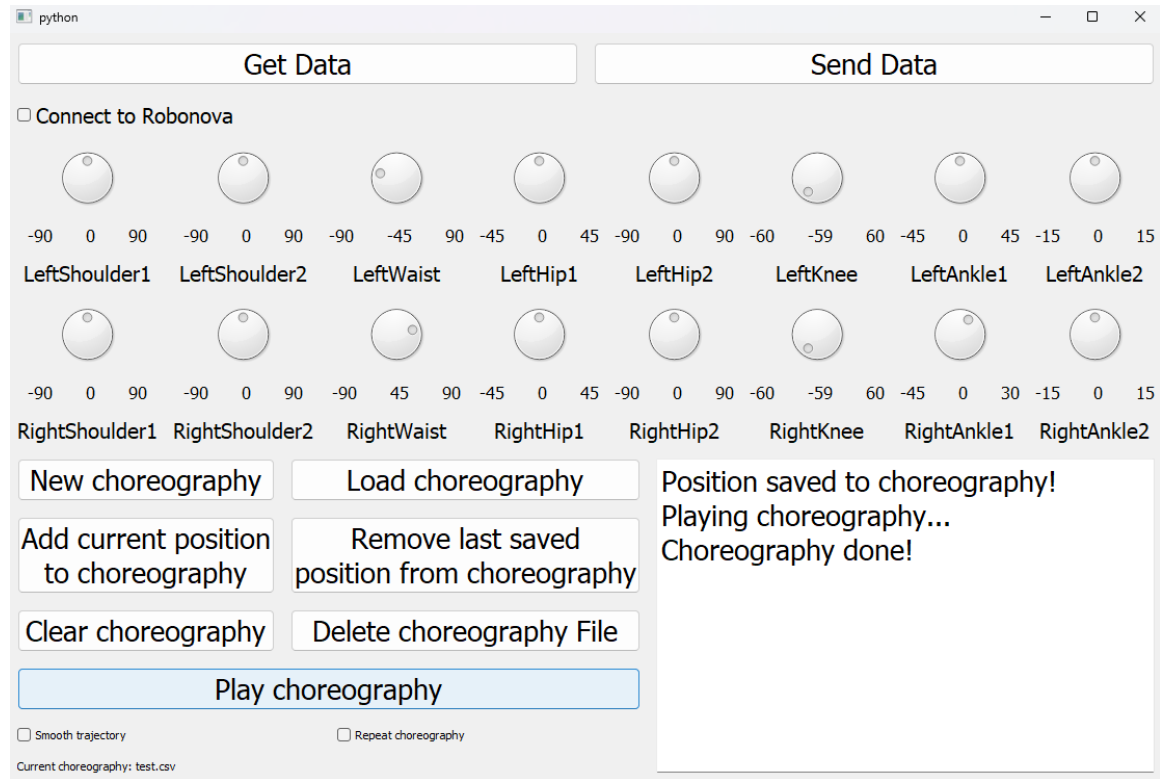 python
Get Data Send Data
Connect to Robonova
-90 0 90 -90 0 90 -90 -45 90 -45 0 45 -90 0 90 -60 -59 60 -45 0 45 -15 0 15
LeftShoulder1 LeftShoulder2 LeftWaist LeftHip1 LeftHip2 LeftKnee LeftAnkle1 LeftAnkle2
-90 0 90 -90 0 90 -90 45 90 -45 0 45 -90 0 90 -60 -59 60 -45 0 30 -15 0 15
RightShoulder1 RightShoulder2 RightWaist RightHip1 RightHip2 RightKnee RightAnkle1 RightAnkle2
New choreography Load choreography
Add current position
to choreography
Remove last saved
position from choreography
Clear choreography Delete choreography File
Play choreography
Smooth trajectory Repeat choreography
Current choreography: test.csv
Position saved to choreography!
Playing choreography...
Choreography done!